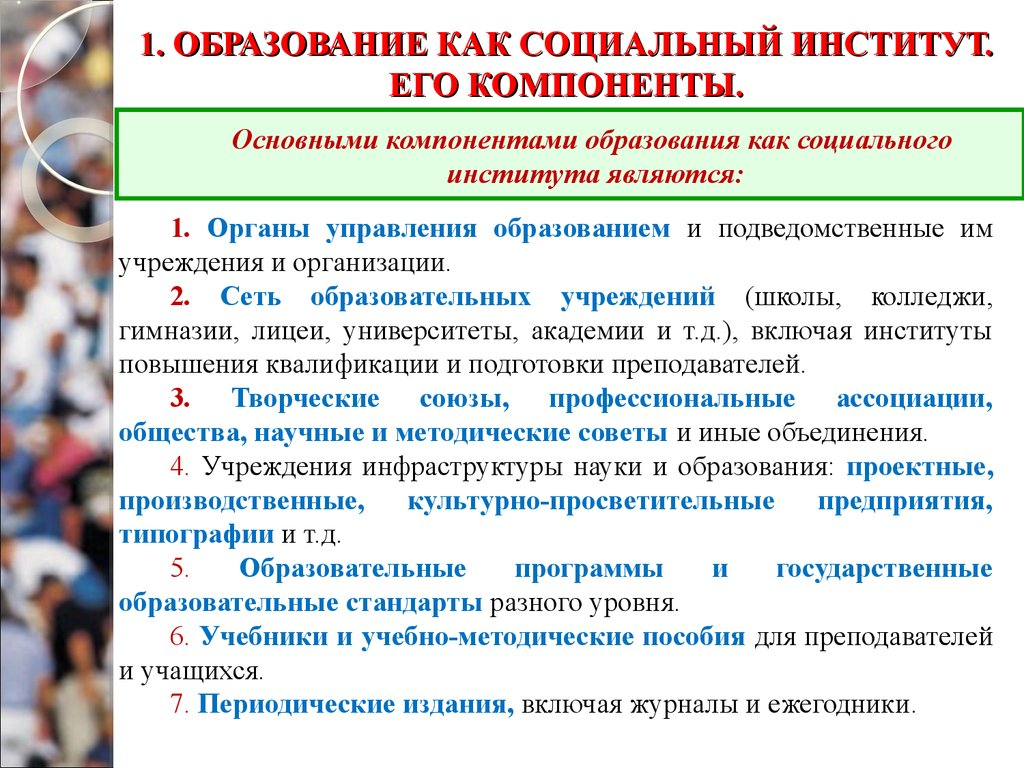 1. ОБРАЗОВАНИЕ КАК СОЦИАЛЬНЫЙ ИНСТИТУТ.
ЕГО КОМПОНЕНТЫ.
Основными компонентами образования как социального
института являются:
1. Органы управления образованием и подведомственные им
учреждения и организации.
2. Сеть образовательных учреждений (школы, колледжи,
гимназии, лицеи, университеты, академии и т.д.), включая институты
повышения квалификации и подготовки преподавателей.
3. Творческие союзы, профессиональные ассоциации,
общества, научные и методические советы и иные объединения.
4. Учреждения инфраструктуры науки и образования: проектные,
производственные, культурно-просветительные предприятия,
типографии и т.д.
5. Образовательные программы и государственные
образовательные стандарты разного уровня.
6. Учебники и учебно-методические пособия для преподавателей
и учащихся.
7. Периодические издания, включая журналы и ежегодники.